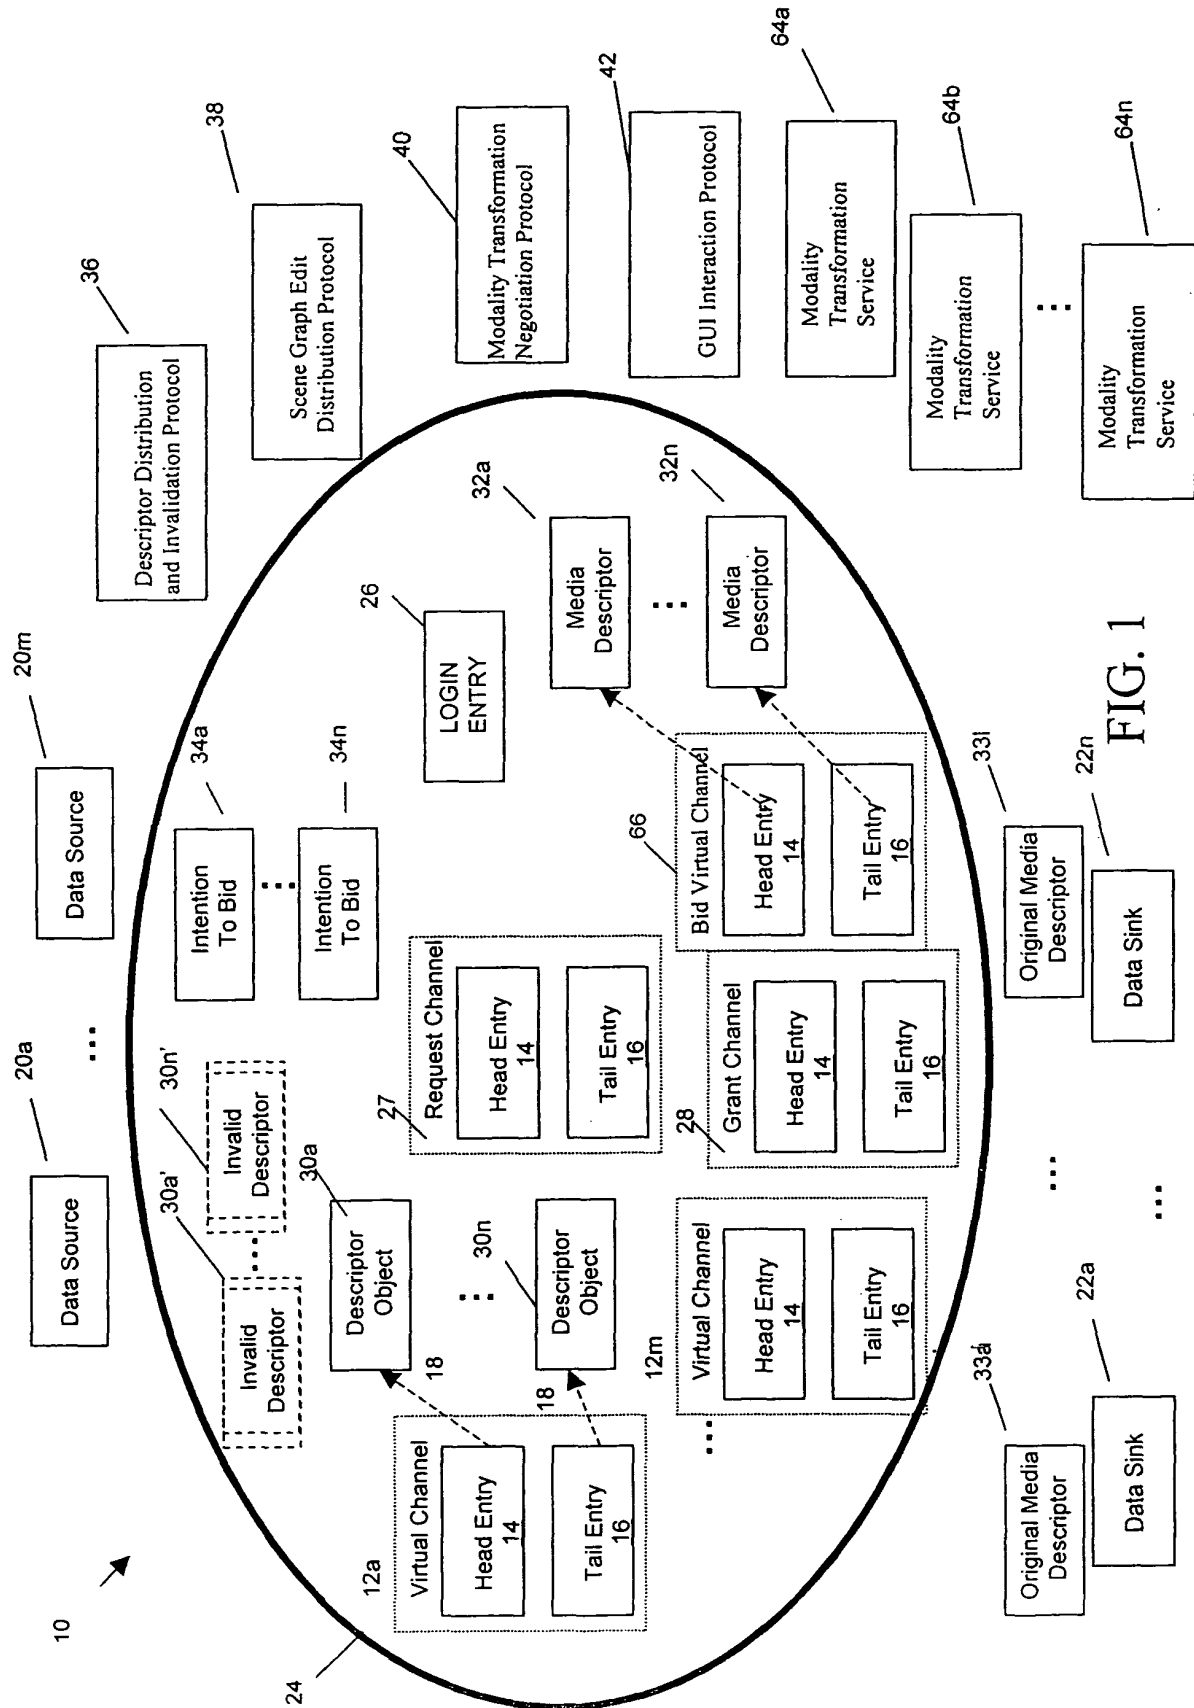 10
24
20a
Data Source
...
20m
Data Source
36
Descriptor Distribution
and Invalidation Protocol
38
Scene Graph Edit
Distribution Protocol
40
Modality Transformation
Negotiation Protocol
42
GUI Interaction Protocol
64a
Modality
Transformation
Service
64b
Modality
Transformation
Service
...
64n
Modality
Transformation
Service
30a'
Invalid
Descriptor
...
30n'
Invalid
Descriptor
34a
Intention
To Bid
...
34n
Intention
To Bid
30a
Descriptor
Object
...
30n
Descriptor
Object
18
18
26
LOGIN
ENTRY
32a
Media
Descriptor
...
32n
Media
Descriptor
12a
Virtual Channel
Head Entry
14
Tail Entry
16
27
Request Channel
Head Entry
14
Tail Entry
16
...
12m
Virtual Channel
Head Entry
14
Tail Entry
16
28
Grant Channel
Head Entry
14
Tail Entry
16
66
Bid Virtual Channel
Head Entry
14
Tail Entry
16
33a
Original Media
Descriptor
22a
Data Sink
...
...
33l
Original Media
Descriptor
22n
Data Sink
FIG. 1